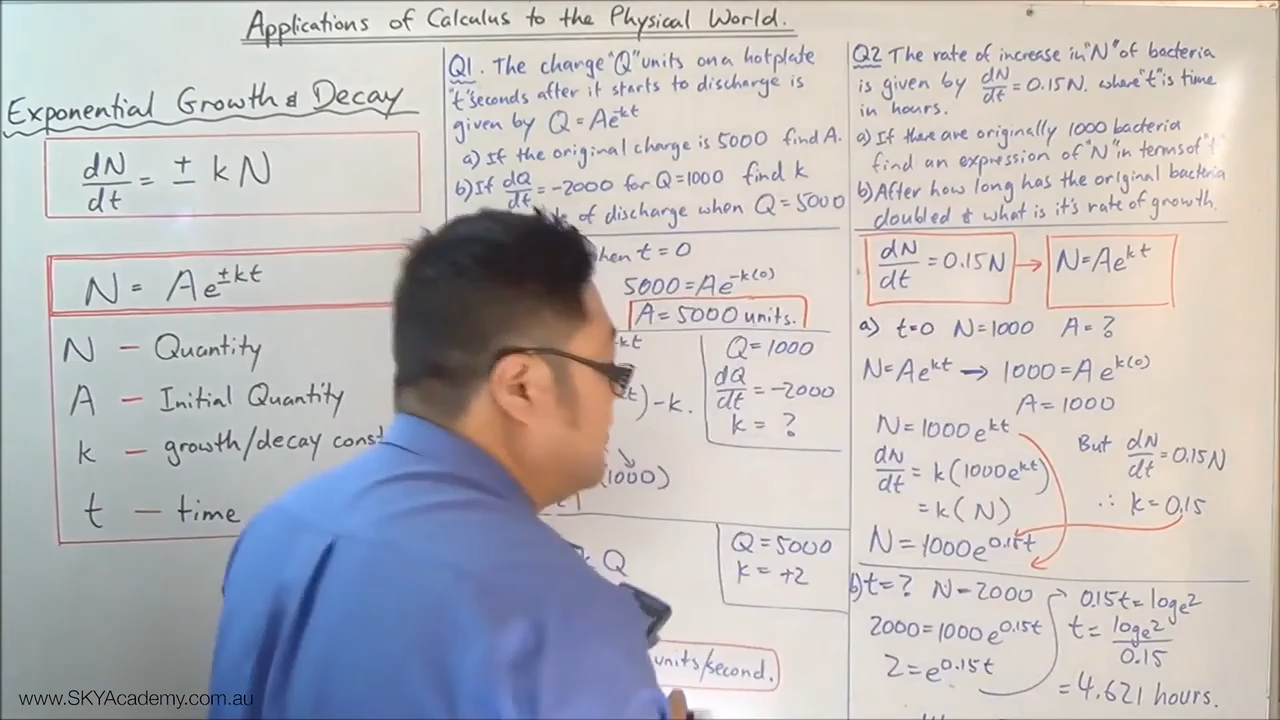 Applications of Calculus to the Physical World.
Exponential Growth & Decay
dN/dt = ± kN
N = Ae^±kt
N — Quantity
A — Initial Quantity
k — growth/decay const
t — time
Q1. The change "Q" units on a hotplate
"t" seconds after it starts to discharge is
given by Q = Ae^-kt
a) If the original charge is 5000 find A.
b) If dQ/dt = -2000 for Q=1000 find k
of discharge when Q = 5000
when t = 0
5000 = Ae^-k(0)
A = 5000 units.
-kt
) - k.
(1000)
Q = 1000
dQ/dt = -2000
k = ?
Q
Q = 5000
k = +2
units/second.
Q2 The rate of increase in "N" of bacteria
is given by dN/dt = 0.15N. where "t" is time
in hours.
a) If there are originally 1000 bacteria
find an expression of "N" in terms of "t"
b) After how long has the original bacteria
doubled & what is it's rate of growth.
dN/dt = 0.15N → N = Ae^kt
a) t=0 N=1000 A=?
N = Ae^kt → 1000 = Ae^k(0)
A = 1000
N = 1000e^kt
dN/dt = k(1000e^kt)
= k(N)
N = 1000e^0.15t
But dN/dt = 0.15N
∴ k = 0.15
b) t=? N=2000
2000 = 1000e^0.15t
2 = e^0.15t
0.15t = logₑ2
t = logₑ2/0.15
= 4.621 hours.
www.SKYAcademy.com.au